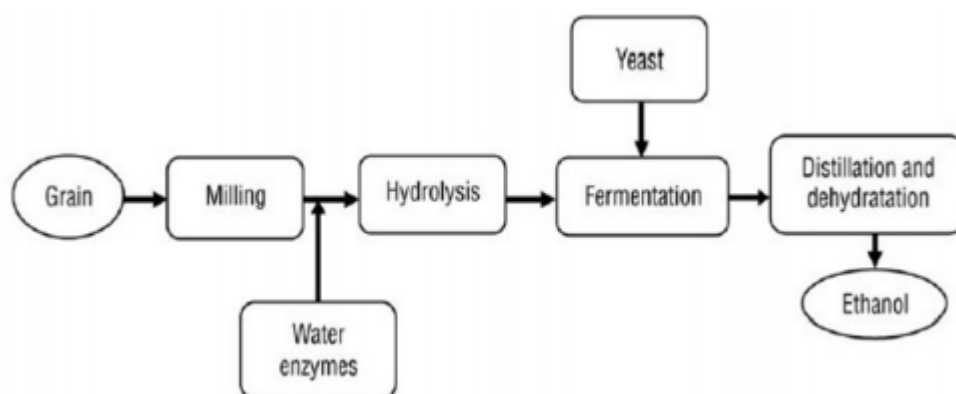 Yeast
Grain
Milling
Hydrolysis
Fermentation
Distillation and
dehydratation
Water
enzymes
Ethanol